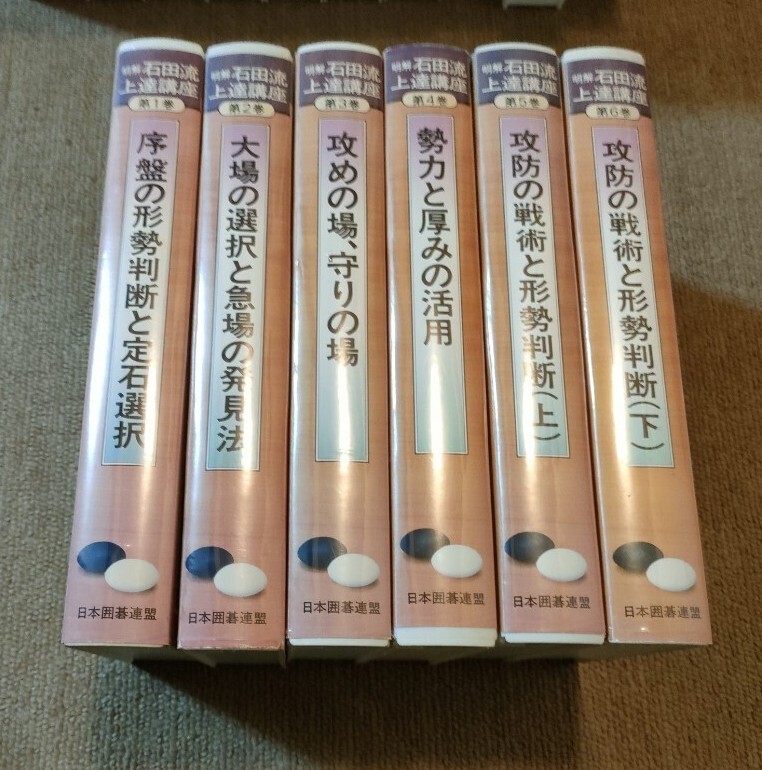 明解 石田流
上達講座
第1巻
序盤の形勢判断と定石選択
日本囲碁連盟
明解 石田流
上達講座
第2巻
大場の選択と急場の発見法
日本囲碁連盟
明解 石田流
上達講座
第3巻
攻めの場、守りの場
日本囲碁連盟
明解 石田流
上達講座
第4巻
勢力と厚みの活用
日本囲碁連盟
明解 石田流
上達講座
第5巻
攻防の戦術と形勢判断(上)
日本囲碁連盟
明解 石田流
上達講座
第6巻
攻防の戦術と形勢判断(下)
日本囲碁連盟